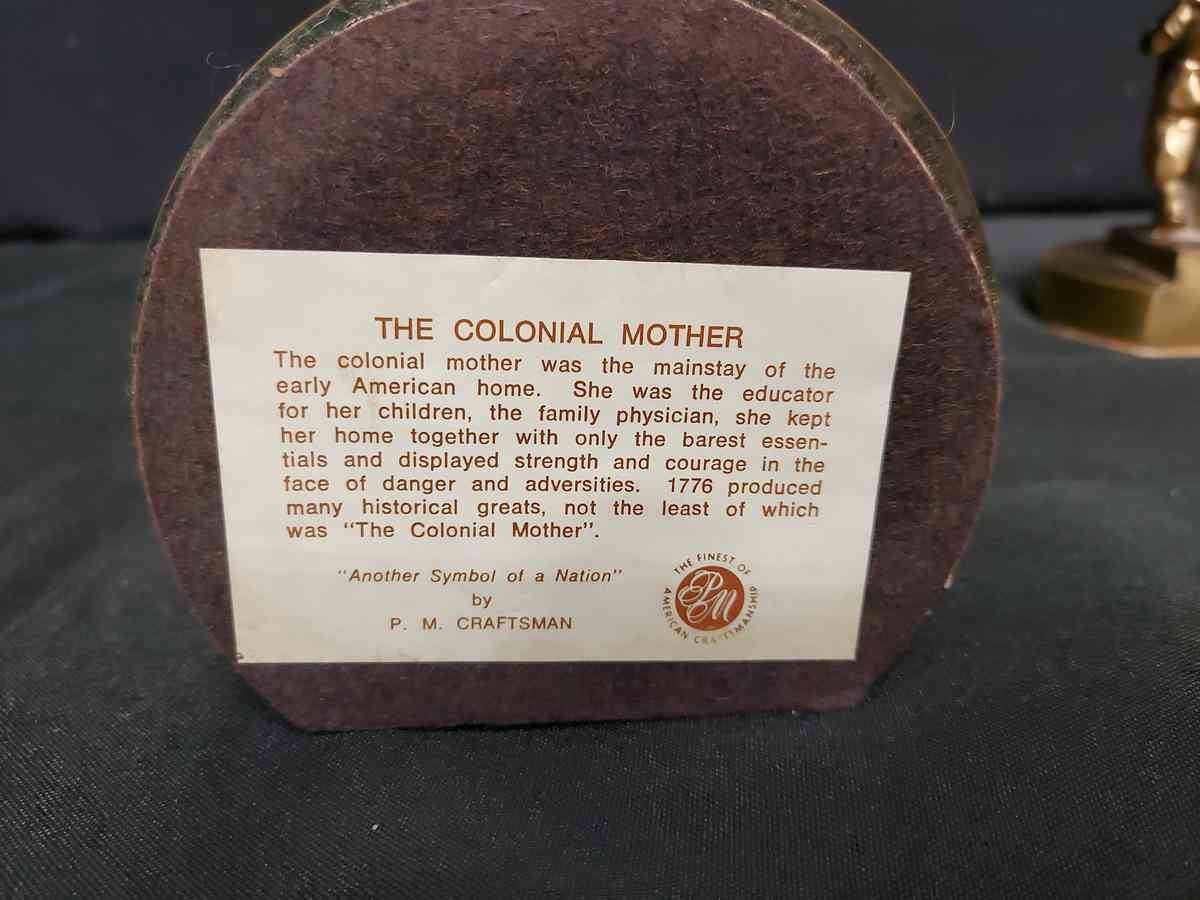 THE COLONIAL MOTHER
The colonial mother was the mainstay of the
early American home. She was the educator
for her children, the family physician, she kept
her home together with only the barest essen-
tials and displayed strength and courage in the
face of danger and adversities. 1776 produced
many historical greats, not the least of which
was "The Colonial Mother".
"Another Symbol of a Nation"
by
P. M. CRAFTSMAN
THE FINEST OF
AMERICAN CRAFTSMANSHIP
PM